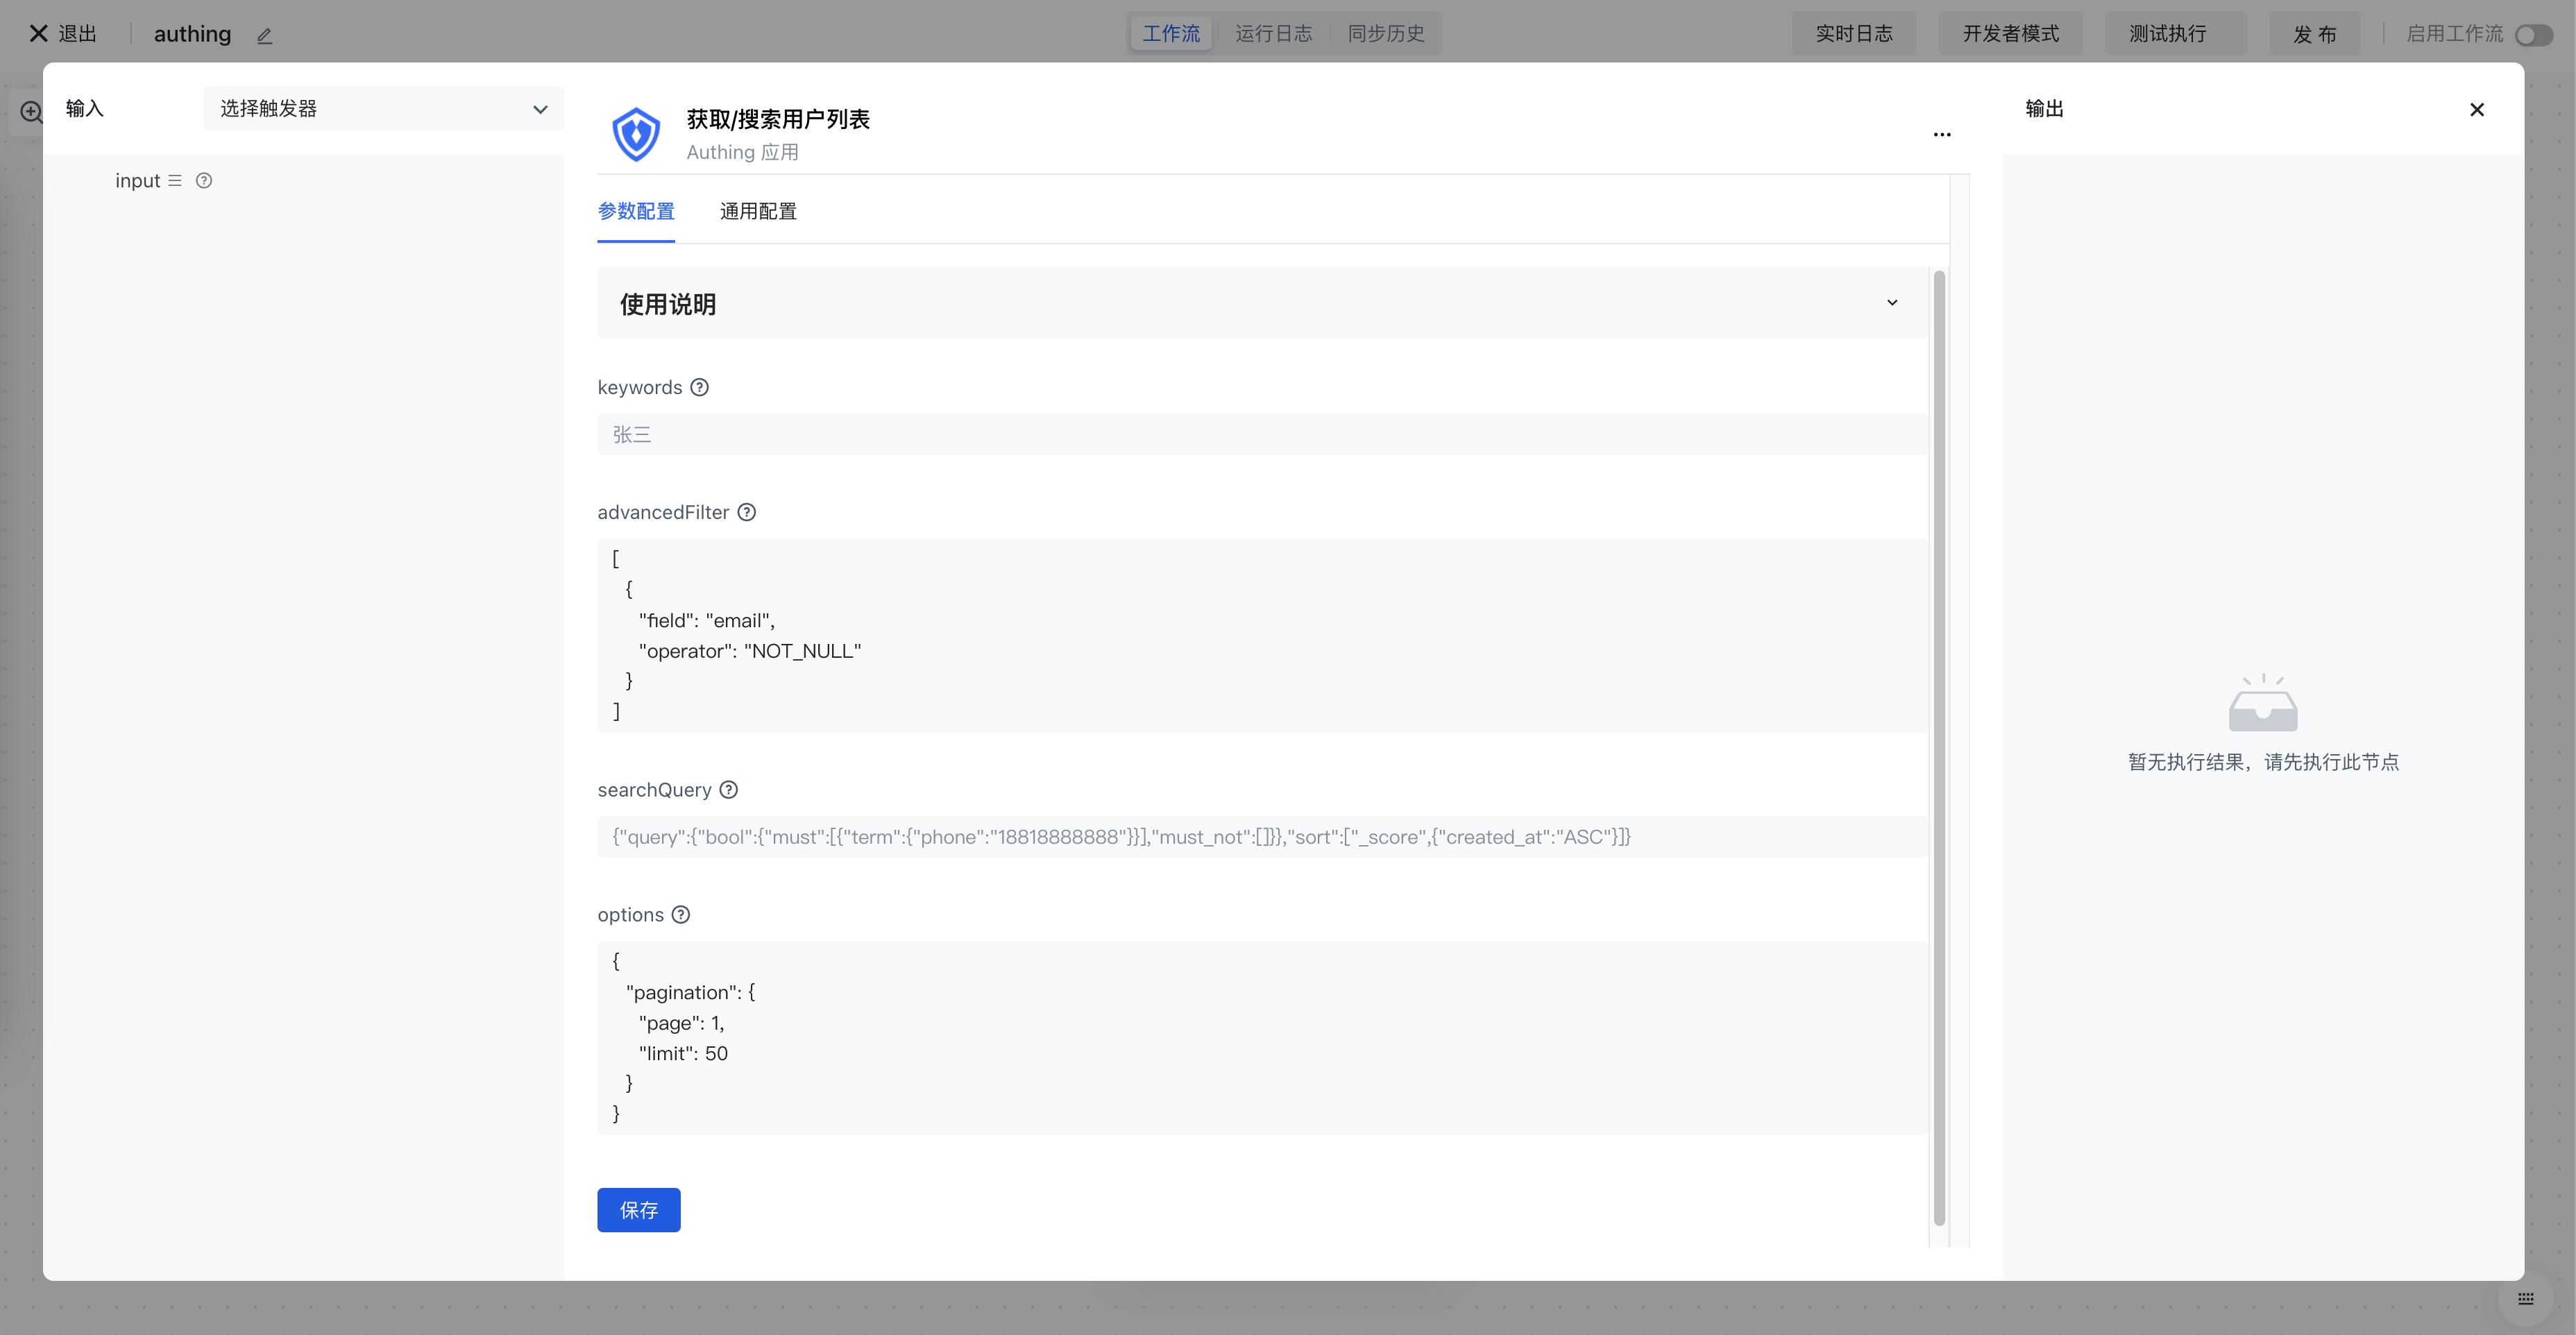 退出
authing
工作流
运行日志
同步历史
实时日志
开发者模式
测试执行
发 布
启用工作流
输入
选择触发器
input
获取/搜索用户列表
Authing 应用
输出
参数配置
通用配置
使用说明
keywords
张三
advancedFilter
[
{
"field": "email",
"operator": "NOT_NULL"
}
]
searchQuery
{"query":{"bool":{"must":[{"term":{"phone":"18818888888"}}],"must_not":[]}},"sort":["_score",{"created_at":"ASC"}]}
options
{
"pagination": {
"page": 1,
"limit": 50
}
}
保存
暂无执行结果，请先执行此节点